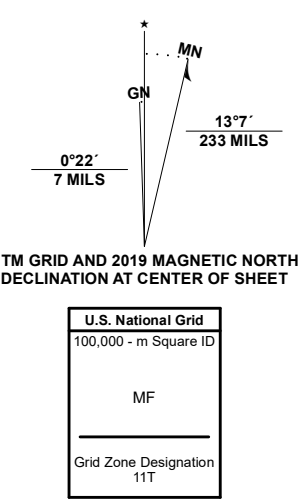 ★
MN
GN
13°7´
233 MILS
0°22´
7 MILS
TM GRID AND 2019 MAGNETIC NORTH
DECLINATION AT CENTER OF SHEET
U.S. National Grid
100,000 - m Square ID
MF
Grid Zone Designation
11T